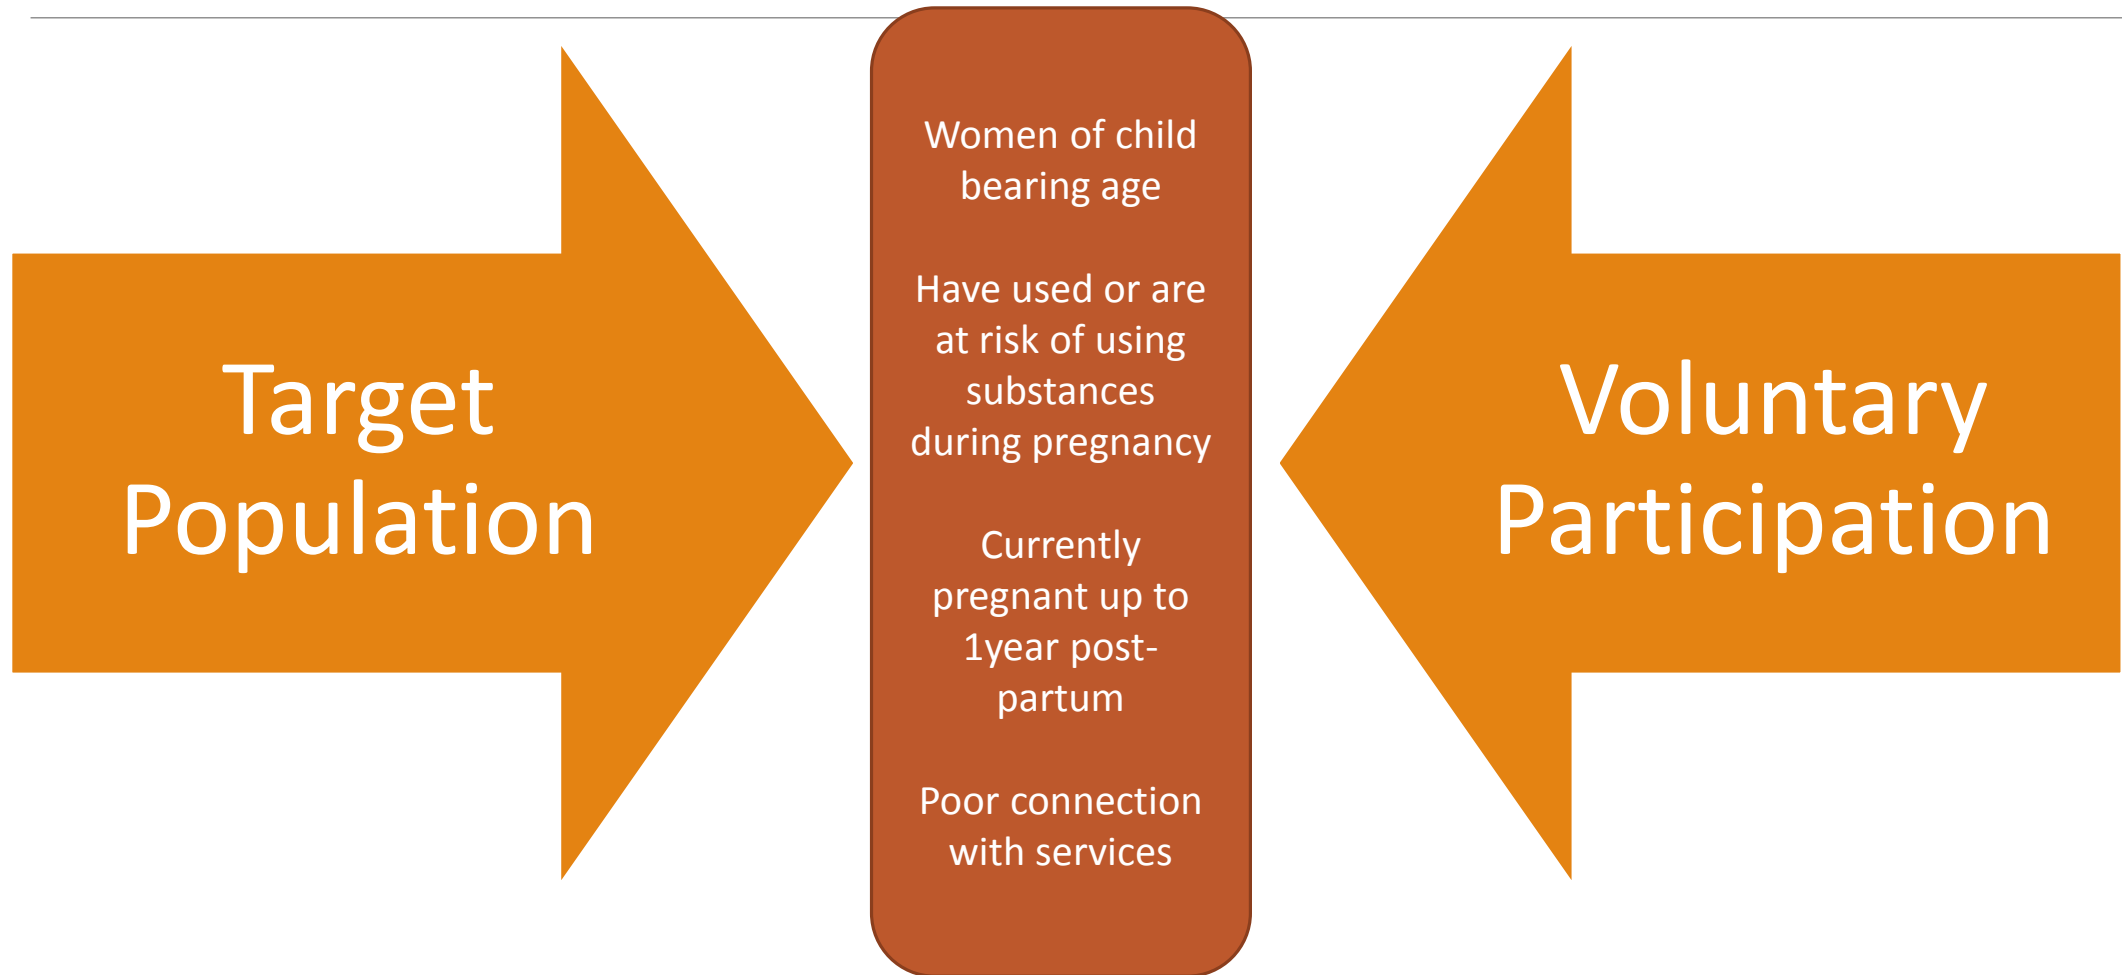 Target
Population
Women of child
bearing age
Have used or are
at risk of using
substances
during pregnancy
Currently
pregnant up to
1year post-
partum
Poor connection
with services
Voluntary
Participation